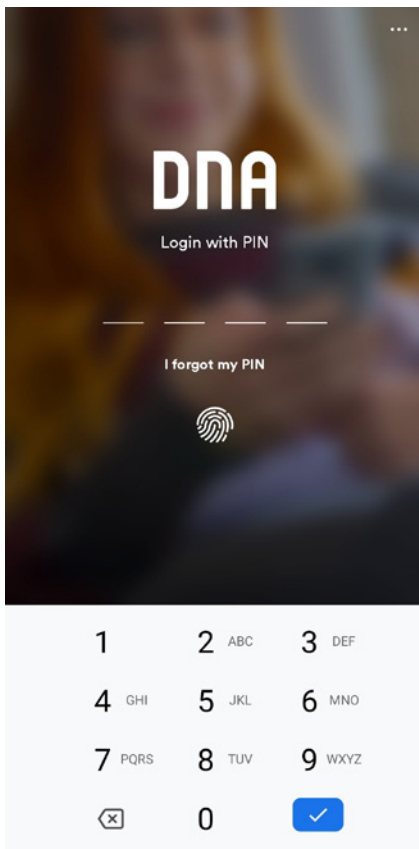 DNA
Login with PIN
I forgot my PIN
1 2 ABC 3 DEF
4 GHI 5 JKL 6 MNO
7 PQRS 8 TUV 9 WXYZ
0